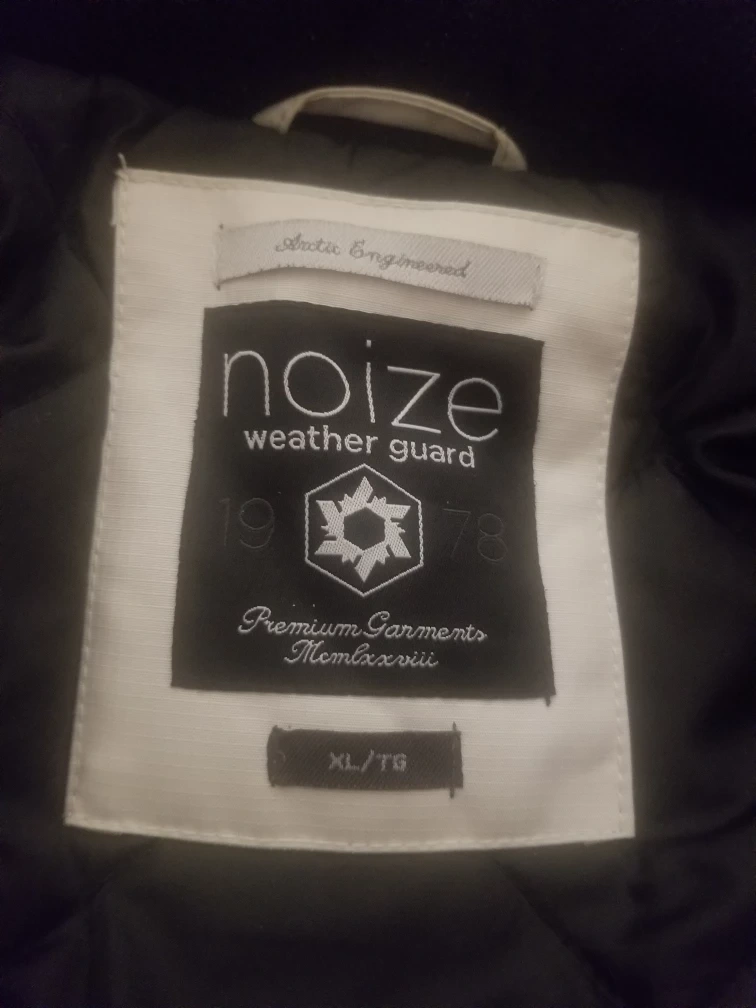 Arctic Engineered
noize
weather guard
19 78
Premium Garments
Mcmlxxviii
XL/TG